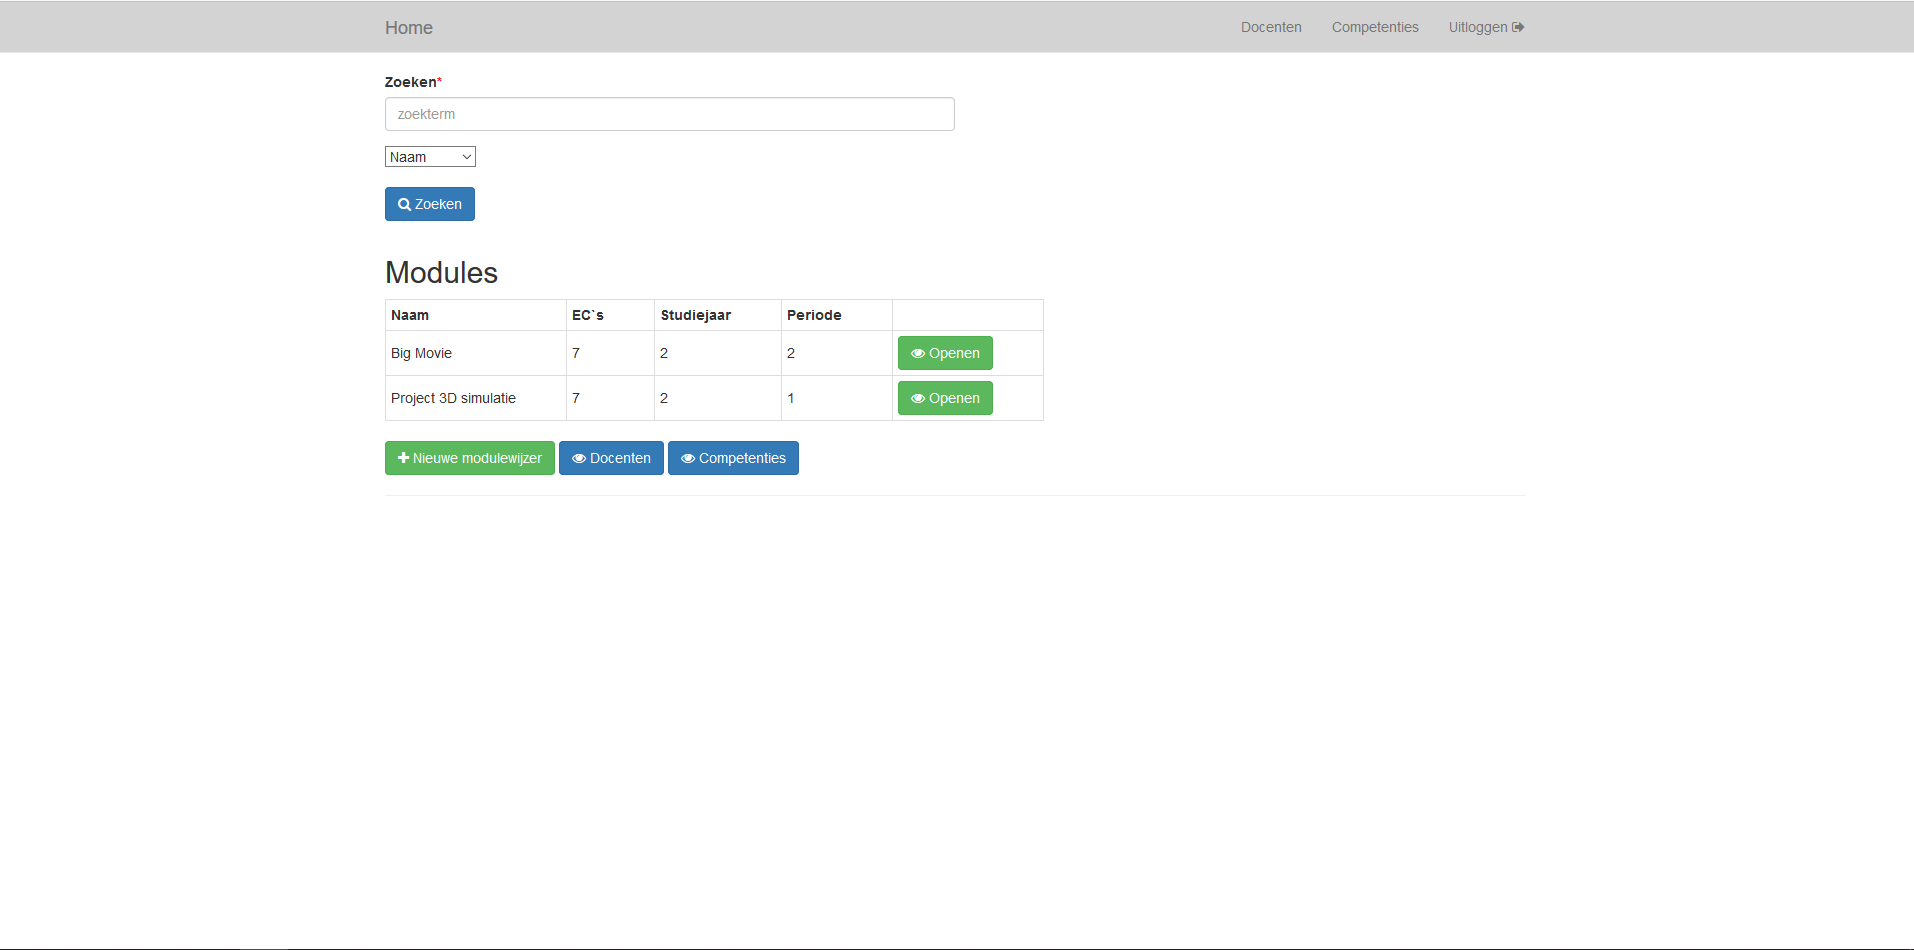 Home Docenten Competenties Uitloggen
Zoeken*
zoekterm
Naam
Zoeken
Modules
Naam EC`s Studiejaar Periode
Big Movie 7 2 2 Openen
Project 3D simulatie 7 2 1 Openen
Nieuwe modulewijzer Docenten Competenties